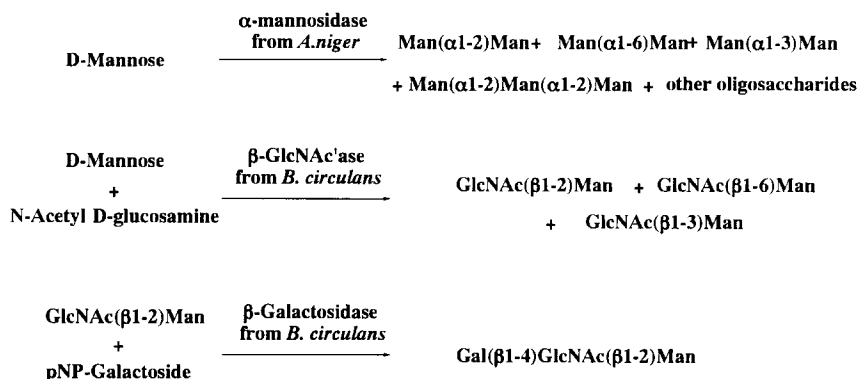 α-mannosidase
from A.niger
D-Mannose
Man(α1-2)Man+ Man(α1-6)Man+ Man(α1-3)Man
+ Man(α1-2)Man(α1-2)Man + other oligosaccharides
D-Mannose
+
N-Acetyl D-glucosamine
β-GlcNAc'ase
from B. circulans
GlcNAc(β1-2)Man + GlcNAc(β1-6)Man
+ GlcNAc(β1-3)Man
GlcNAc(β1-2)Man
+
pNP-Galactoside
β-Galactosidase
from B. circulans
Gal(β1-4)GlcNAc(β1-2)Man